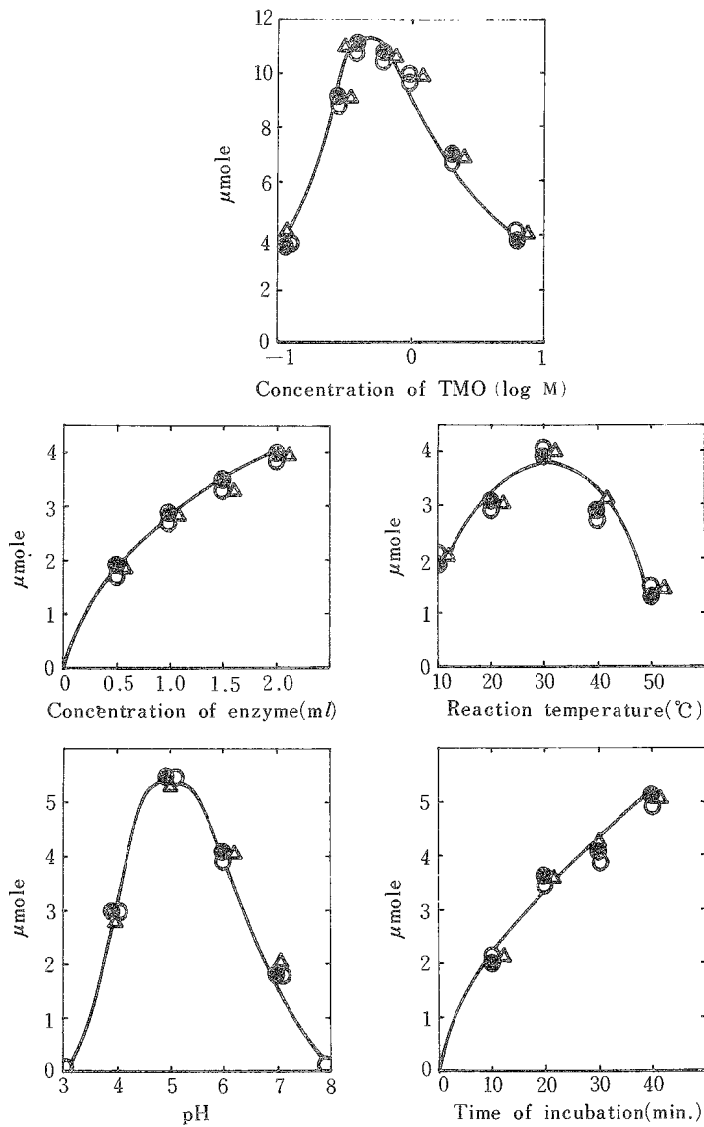 12
10
8
6
4
2
0
μmole
−1 0 1
Concentration of TMO (log M)
4
3
2
1
0
μmole
0 0.5 1.0 1.5 2.0
Concentration of enzyme(ml)
4
3
2
1
0
μmole
10 20 30 40 50
Reaction temperature(℃)
5
4
3
2
1
0
μmole
3 4 5 6 7 8
pH
5
4
3
2
1
0
μmole
0 10 20 30 40
Time of incubation(min.)